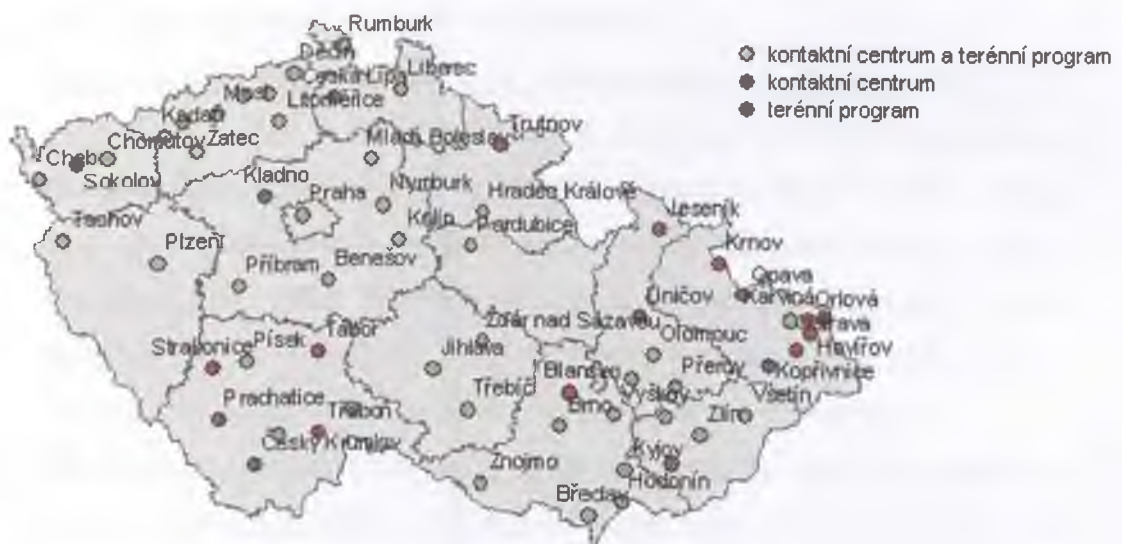 Rumburk
Děčín
Česká Lípa
Liberec
kontaktní centrum a terénní program
kontaktní centrum
terénní program
Most
Litoměřice
Kadaň
Chomutov
Žatec
Mladá Boleslav
Trutnov
Cheb
Sokolov
Kladno
Praha
Nymburk
Hradec Králové
Jeseník
Tachov
Plzeň
Kolín
Pardubice
Krnov
Příbram
Benešov
Opava
Karviná
Orlová
Uničov
Strakonice
Písek
Tábor
Žďár nad Sázavou
Olomouc
Havířov
Jihlava
Blansko
Přerov
Kopřivnice
Prachatice
Třeboň
Třebíč
Brno
Vyškov
Zlín
Vsetín
Český Krumlov
Znojmo
Kyjov
Hodonín
Břeclav